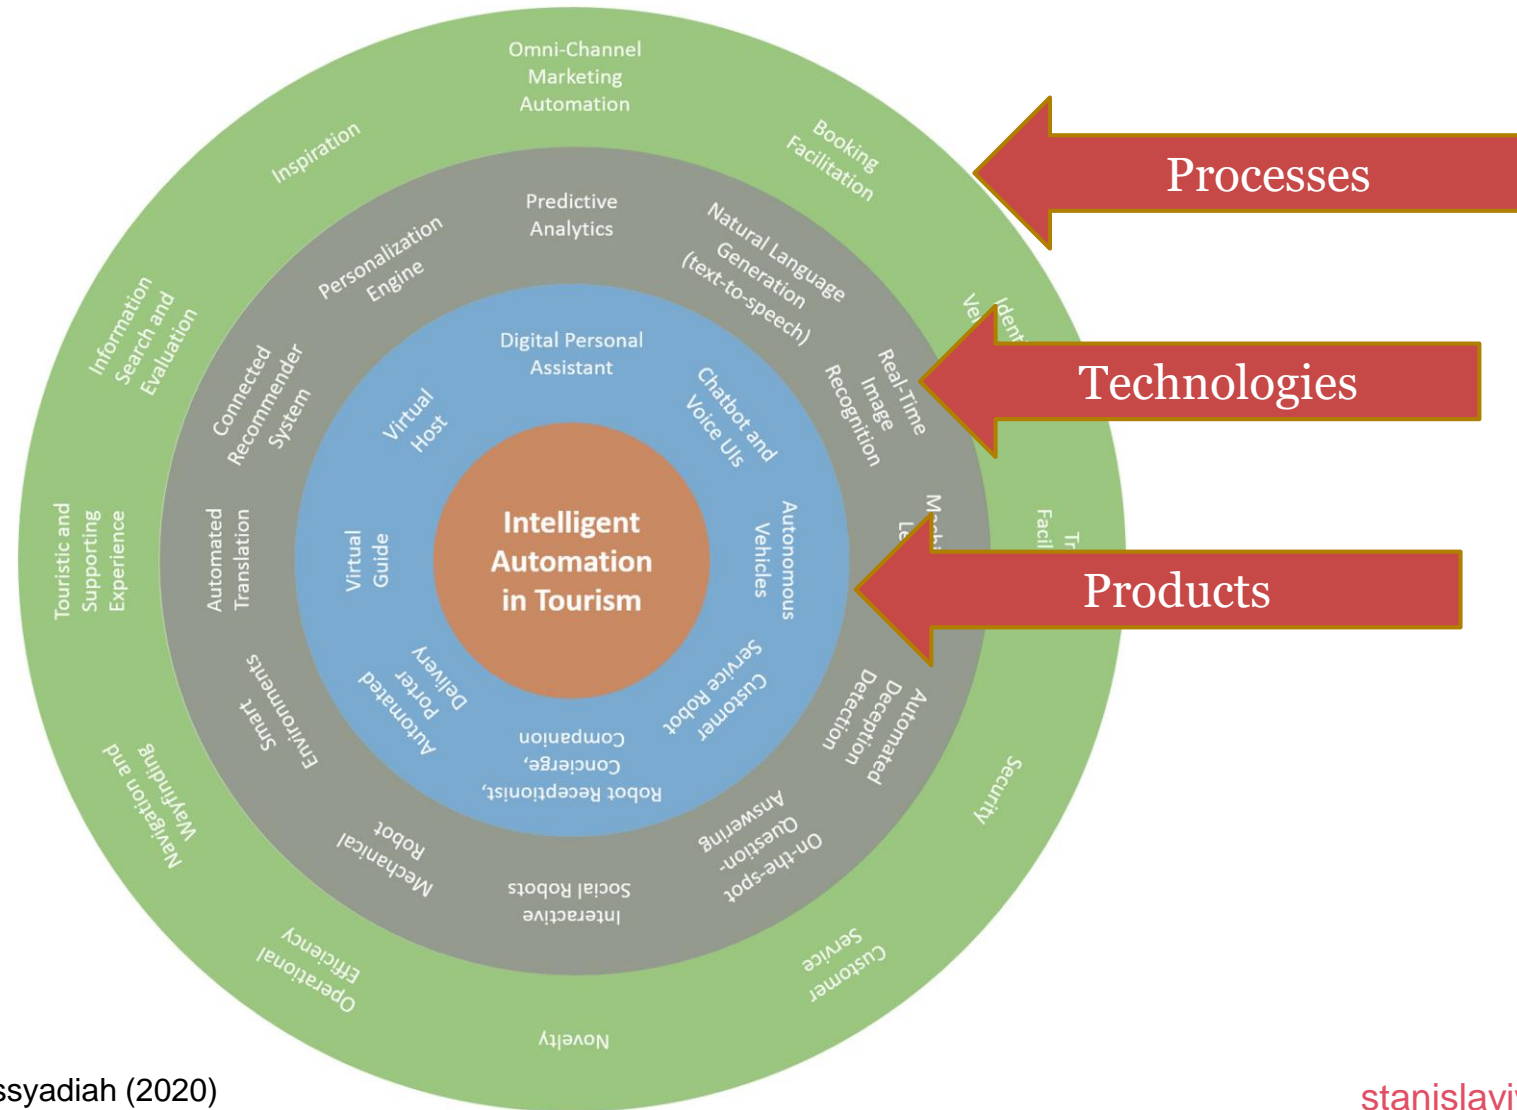 Omni-Channel
Marketing
Automation
Booking
Facilitation
Security
Customer
Service
Novelty
Operational
Efficiency
Navigation and
Wayfinding
Touristic and
Supporting
Experience
Information
Search and
Evaluation
Inspiration
Predictive
Analytics
Natural Language
Generation
(text-to-speech)
Real-Time
Image
Recognition
Automated
Deception
Detection
On-the-spot
Question-
Answering
Interactive
Social Robots
Mechanical
Robot
Smart
Environments
Automated
Translation
Connected
Recommender
System
Personalization
Engine
Digital Personal
Assistant
Chatbot and
Voice UIs
Autonomous
Vehicles
Customer
Service Robot
Robot Receptionist,
Concierge,
Companion
Automated
Porter
Delivery
Virtual
Guide
Virtual
Host
Intelligent
Automation
in Tourism
Processes
Technologies
Products
ssyadiah (2020)
stanislavi